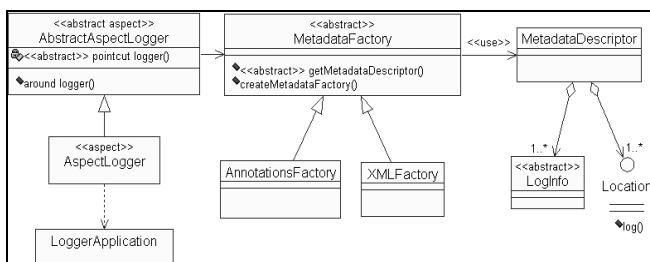 <<abstract aspect>>
AbstractAspectLogger
<<abstract>> pointcut logger()
around logger()
<<abstract>>
MetadataFactory
<<abstract>> getMetadataDescriptor()
createMetadataFactory()
<<use>>
MetadataDescriptor
<<aspect>>
AspectLogger
AnnotationsFactory
XMLFactory
1..*
1..*
<<abstract>>
LogInfo
Location
log()
LoggerApplication